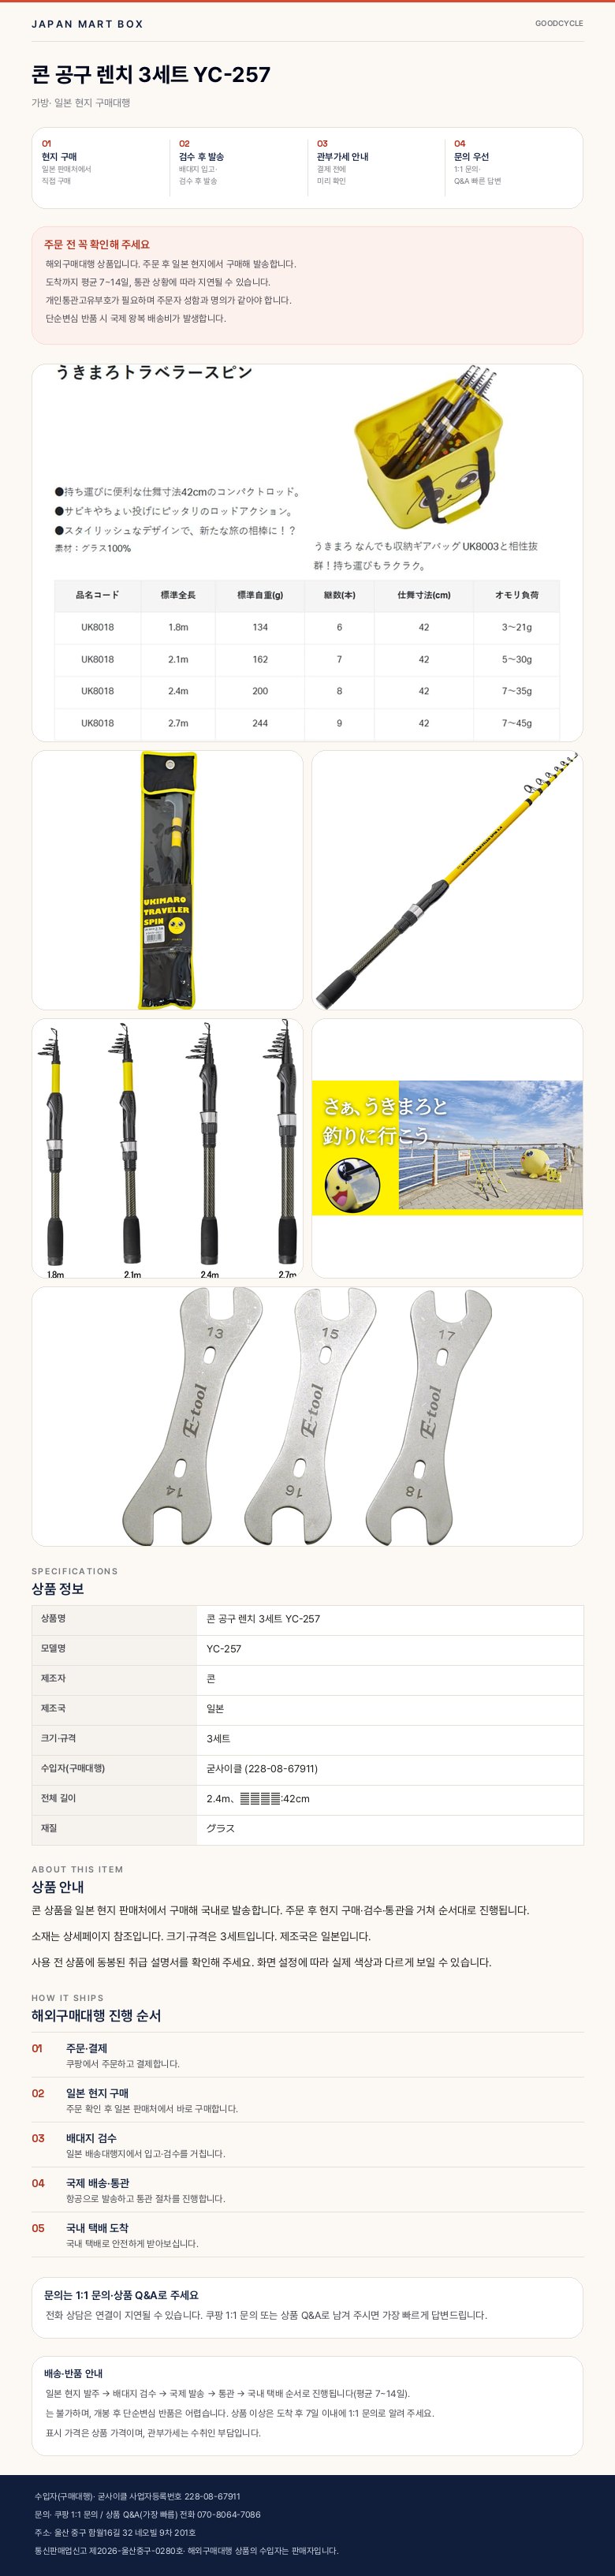 JAPAN MART BOX
GOODCYCLE
콘 공구 렌치 3세트 YC-257
가방· 일본 현지 구매대행
01
현지 구매
일본 판매처에서
직접 구매
02
검수 후 발송
배대지 입고·
검수 후 발송
03
관부가세 안내
결제 전에
미리 확인
04
문의 우선
1:1 문의·
Q&A 빠른 답변
주문 전 꼭 확인해 주세요
해외구매대행 상품입니다. 주문 후 일본 현지에서 구매해 발송합니다.
도착까지 평균 7~14일, 통관 상황에 따라 지연될 수 있습니다.
개인통관고유부호가 필요하며 주문자 성함과 명의가 같아야 합니다.
단순변심 반품 시 국제 왕복 배송비가 발생합니다.
うきまろトラベラースピン
●持ち運びに便利な仕舞寸法42cmのコンパクトロッド。
●サビキやちょい投げにピッタリのロッドアクション。
●スタイリッシュなデザインで、新たな旅の相棒に！？
素材：グラス100%
うきまろ なんでも収納ギアバッグ UK8003と相性抜
群！持ち運びもラクラク。
品名コード 標準全長 標準自重(g) 継数(本) 仕舞寸法(cm) オモリ負荷
UK8018 1.8m 134 6 42 3〜21g
UK8018 2.1m 162 7 42 5〜30g
UK8018 2.4m 200 8 42 7〜35g
UK8018 2.7m 244 9 42 7〜45g
UKIMARO
TRAVELER
SPIN
1.8m 2.1m 2.4m 2.7m
さぁ、うきまろと
釣りに行こう
13 15 17
E-tool E-tool E-tool
14 16 18
SPECIFICATIONS
상품 정보
상품명 콘 공구 렌치 3세트 YC-257
모델명 YC-257
제조자 콘
제조국 일본
크기·규격 3세트
수입자(구매대행) 굳사이클 (228-08-67911)
전체 길이 2.4m、:42cm
재질 グラス
ABOUT THIS ITEM
상품 안내
콘 상품을 일본 현지 판매처에서 구매해 국내로 발송합니다. 주문 후 현지 구매·검수·통관을 거쳐 순서대로 진행됩니다.
소재는 상세페이지 참조입니다. 크기·규격은 3세트입니다. 제조국은 일본입니다.
사용 전 상품에 동봉된 취급 설명서를 확인해 주세요. 화면 설정에 따라 실제 색상과 다르게 보일 수 있습니다.
HOW IT SHIPS
해외구매대행 진행 순서
01 주문·결제
쿠팡에서 주문하고 결제합니다.
02 일본 현지 구매
주문 확인 후 일본 판매처에서 바로 구매합니다.
03 배대지 검수
일본 배송대행지에서 입고·검수를 거칩니다.
04 국제 배송·통관
항공으로 발송하고 통관 절차를 진행합니다.
05 국내 택배 도착
국내 택배로 안전하게 받아보십니다.
문의는 1:1 문의·상품 Q&A로 주세요
전화 상담은 연결이 지연될 수 있습니다. 쿠팡 1:1 문의 또는 상품 Q&A로 남겨 주시면 가장 빠르게 답변드립니다.
배송·반품 안내
일본 현지 발주 → 배대지 검수 → 국제 발송 → 통관 → 국내 택배 순서로 진행됩니다(평균 7~14일).
는 불가하며, 개봉 후 단순변심 반품은 어렵습니다. 상품 이상은 도착 후 7일 이내에 1:1 문의로 알려 주세요.
표시 가격은 상품 가격이며, 관부가세는 수취인 부담입니다.
수입자(구매대행)· 굳사이클 사업자등록번호 228-08-67911
문의· 쿠팡 1:1 문의 / 상품 Q&A(가장 빠름) 전화 070-8064-7086
주소· 울산 중구 함월16길 32 네오빌 9차 201호
통신판매업신고 제2026-울산중구-0280호· 해외구매대행 상품의 수입자는 판매자입니다.